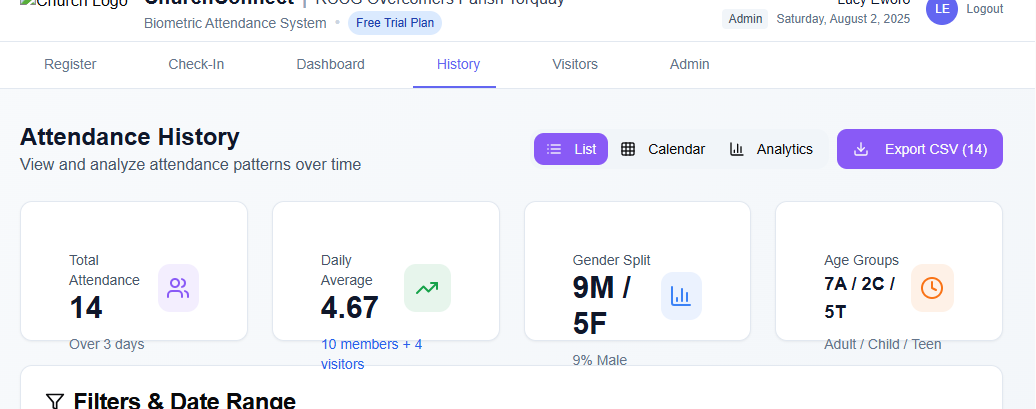 Church Logo
ChurchConnect | RCCG Overcomers Parish Torquay
Lucy Eworo
Biometric Attendance System • Free Trial Plan
Admin
Saturday, August 2, 2025
LE
Logout
Register
Check-In
Dashboard
History
Visitors
Admin
Attendance History
View and analyze attendance patterns over time
List
Calendar
Analytics
Export CSV (14)
Total
Attendance
14
Over 3 days
Daily
Average
4.67
10 members + 4
visitors
Gender Split
9M /
5F
9% Male
Age Groups
7A / 2C /
5T
Adult / Child / Teen
Filters & Date Range